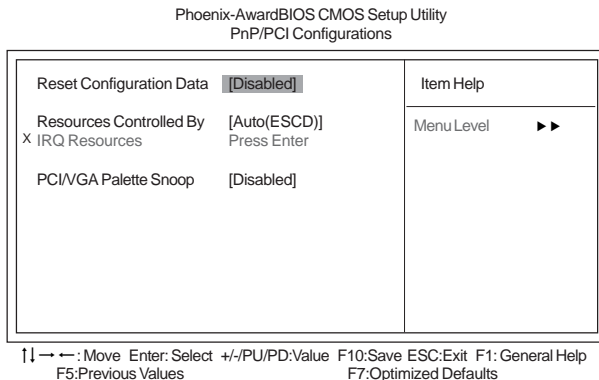 Phoenix-AwardBIOS CMOS Setup Utility
PnP/PCI Configurations
Reset Configuration Data [Disabled]
Resources Controlled By [Auto(ESCD)]
X IRQ Resources Press Enter
PCI/VGA Palette Snoop [Disabled]
Item Help
Menu Level ►►
↑↓→←: Move Enter: Select +/-/PU/PD:Value F10:Save ESC:Exit F1: General Help
F5:Previous Values F7:Optimized Defaults